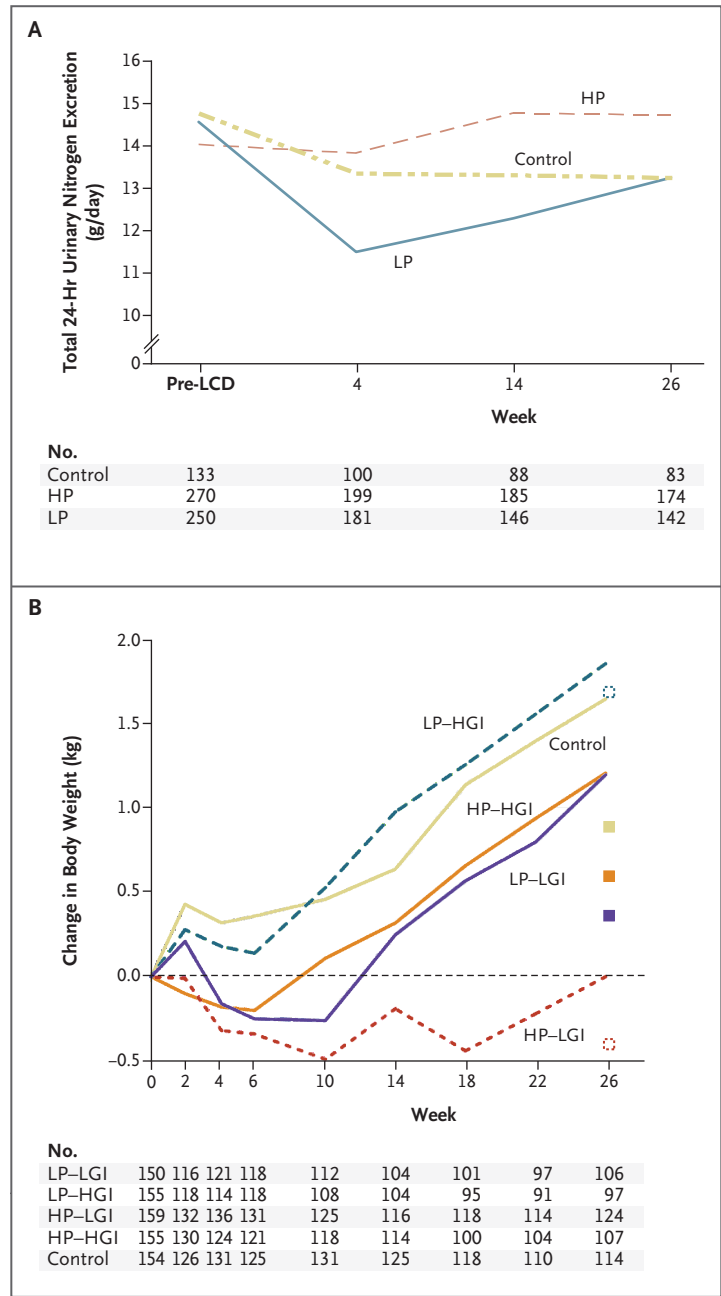 A
Total 24-Hr Urinary Nitrogen Excretion
(g/day)
16
15
14
13
12
11
10
0
HP
Control
LP
Pre-LCD 4 14 26
Week
No.
Control 133 100 88 83
HP 270 199 185 174
LP 250 181 146 142
B
Change in Body Weight (kg)
2.0
1.5
1.0
0.5
0.0
–0.5
LP–HGI
Control
HP–HGI
LP–LGI
HP–LGI
0 2 4 6 10 14 18 22 26
Week
No.
LP–LGI 150 116 121 118 112 104 101 97 106
LP–HGI 155 118 114 118 108 104 95 91 97
HP–LGI 159 132 136 131 125 116 118 114 124
HP–HGI 155 130 124 121 118 114 100 104 107
Control 154 126 131 125 131 125 118 110 114